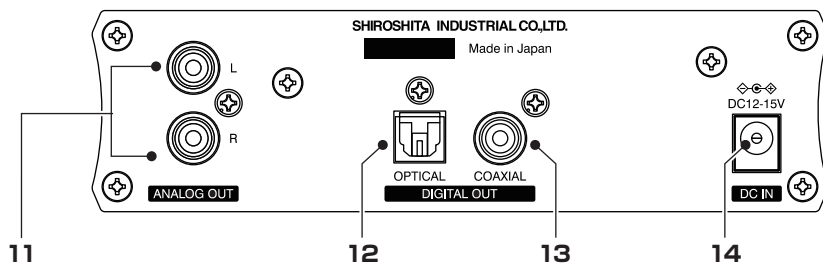 SHIROSHITA INDUSTRIAL CO.,LTD.
Made in Japan
L
R
DC12-15V
OPTICAL
COAXIAL
ANALOG OUT
DIGITAL OUT
DC IN
11
12
13
14